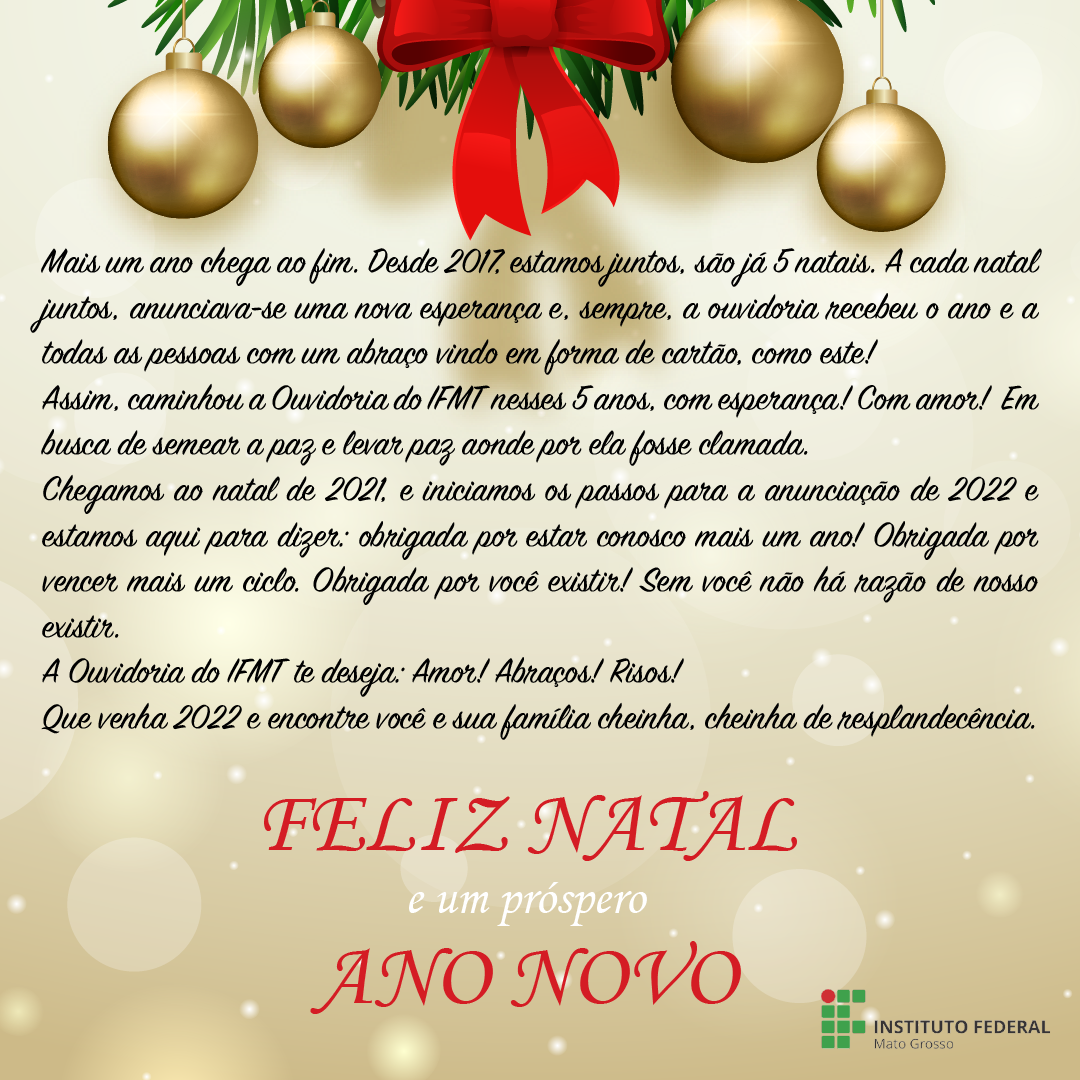 Mais um ano chega ao fim. Desde 2017, estamos juntos, são já 5 natais. A cada natal
juntos, anunciava-se uma nova esperança e, sempre, a ouvidoria recebeu o ano e a
todas as pessoas com um abraço vindo em forma de cartão, como este!
Assim, caminhou a Ouvidoria do IFMT nesses 5 anos, com esperança! Com amor! Em
busca de semear a paz e levar paz aonde por ela fosse clamada.
Chegamos ao natal de 2021, e iniciamos os passos para a anunciação de 2022 e
estamos aqui para dizer: obrigada por estar conosco mais um ano! Obrigada por
vencer mais um ciclo. Obrigada por você existir! Sem você não há razão de nosso
existir.
A Ouvidoria do IFMT te deseja: Amor! Abraços! Risos!
Que venha 2022 e encontre você e sua família cheinha, cheinha de resplandecência.
FELIZ NATAL
e um próspero
ANO NOVO
INSTITUTO FEDERAL
Mato Grosso